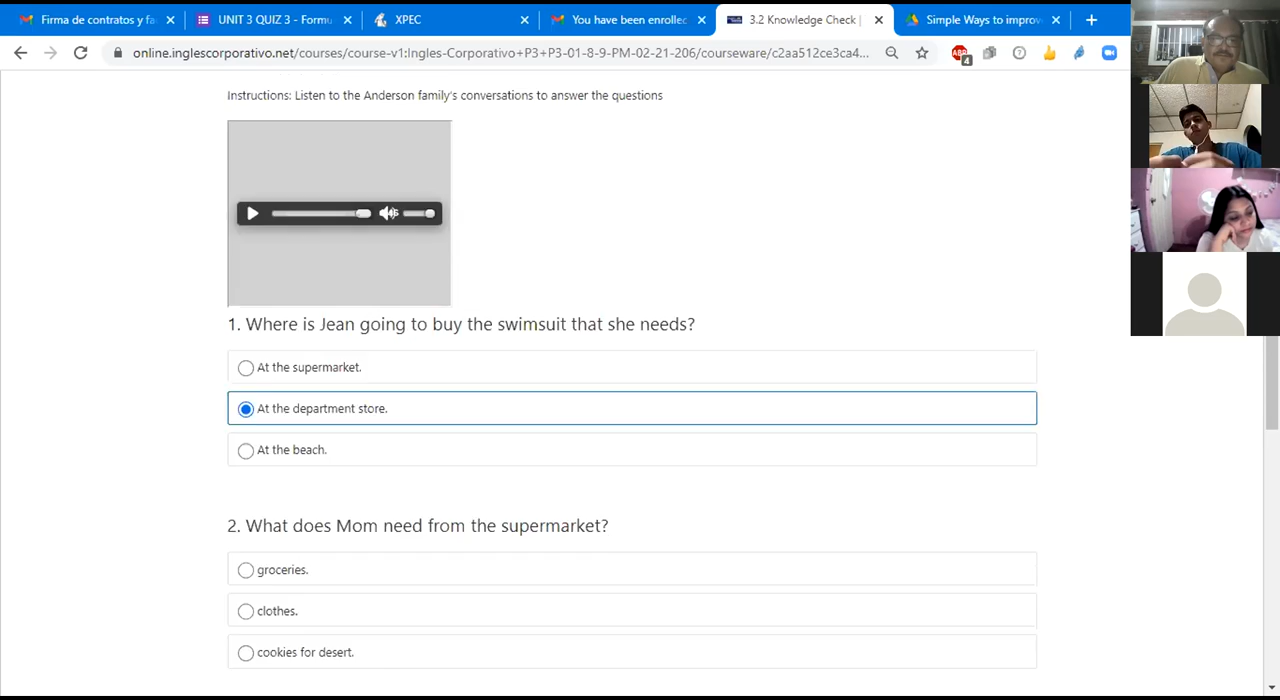 Firma de contratos y fa
UNIT 3 QUIZ 3 - Formu
XPEC
You have been enrolle
3.2 Knowledge Check |
Simple Ways to improv
online.inglescorporativo.net/courses/course-v1:Ingles-Corporativo+P3+P3-01-8-9-PM-02-21-206/courseware/c2aa512ce3ca4...
ABP
4
Instructions: Listen to the Anderson family's conversations to answer the questions
1. Where is Jean going to buy the swimsuit that she needs?
At the supermarket.
At the department store.
At the beach.
2. What does Mom need from the supermarket?
groceries.
clothes.
cookies for desert.